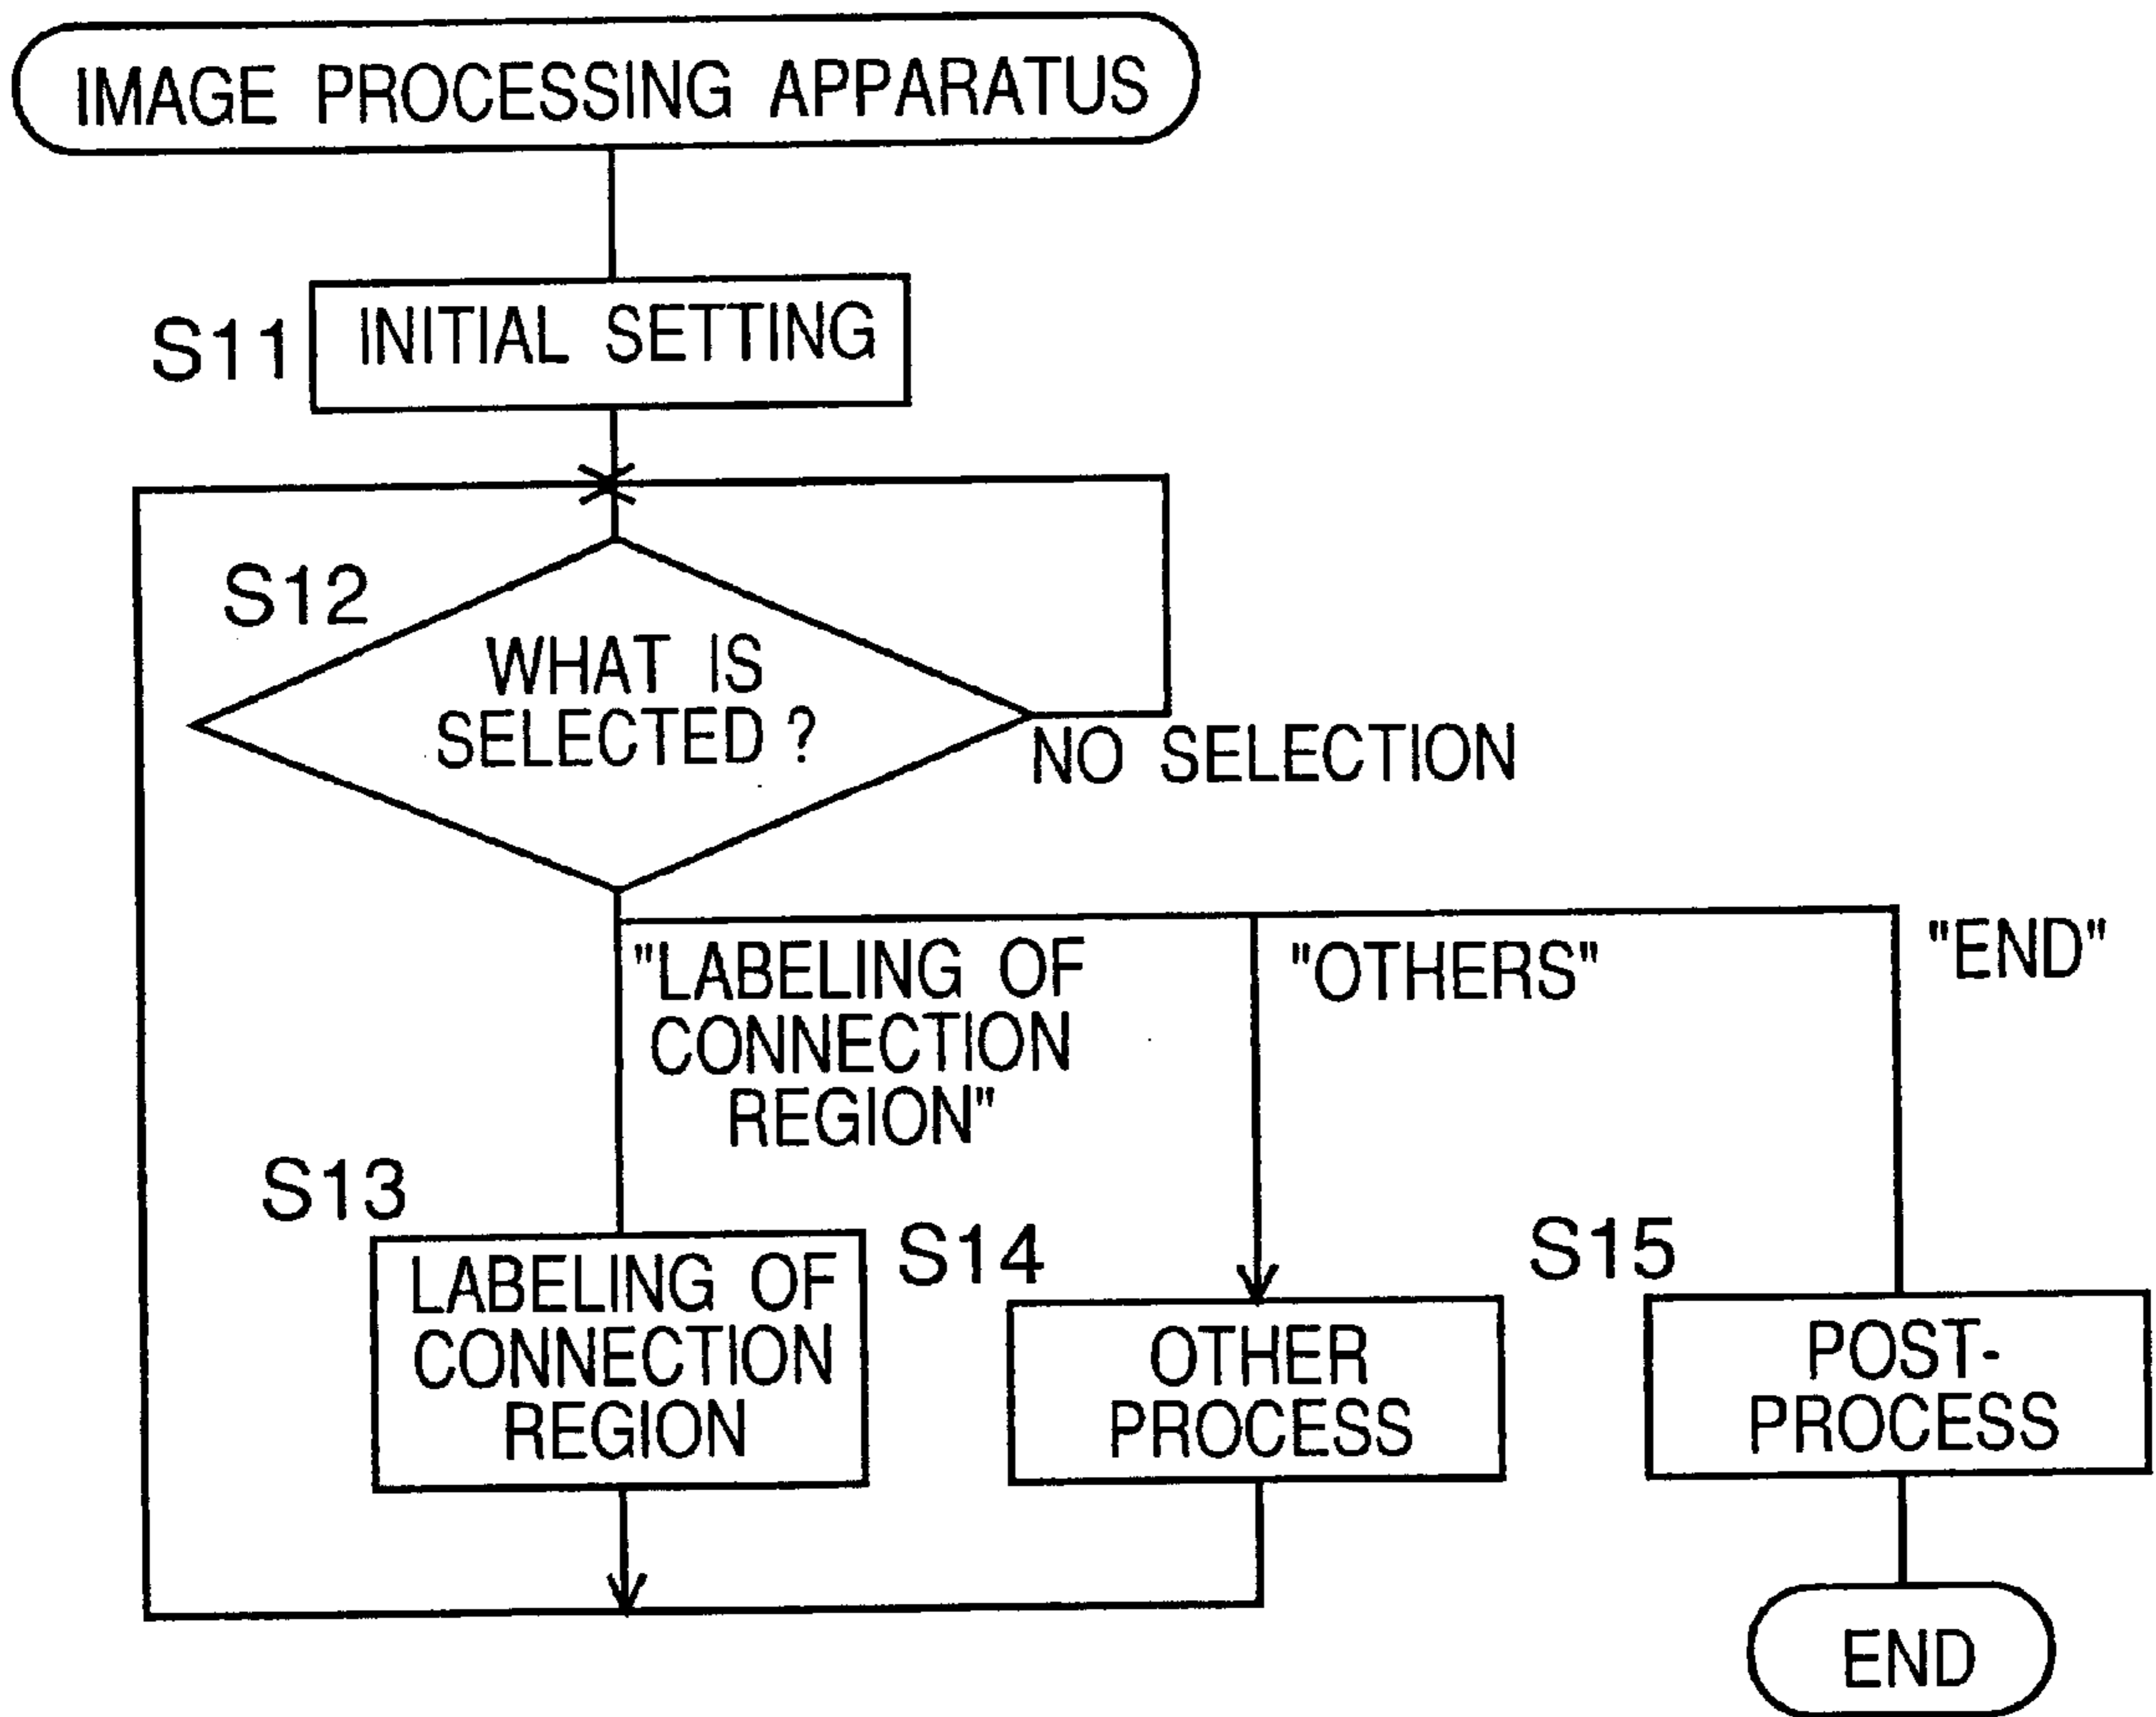 IMAGE PROCESSING APPARATUS
S11
INITIAL SETTING
S12
WHAT IS
SELECTED ?
NO SELECTION
"LABELING OF
CONNECTION
REGION"
"OTHERS"
"END"
S13
LABELING OF
CONNECTION
REGION
S14
OTHER
PROCESS
S15
POST-
PROCESS
END